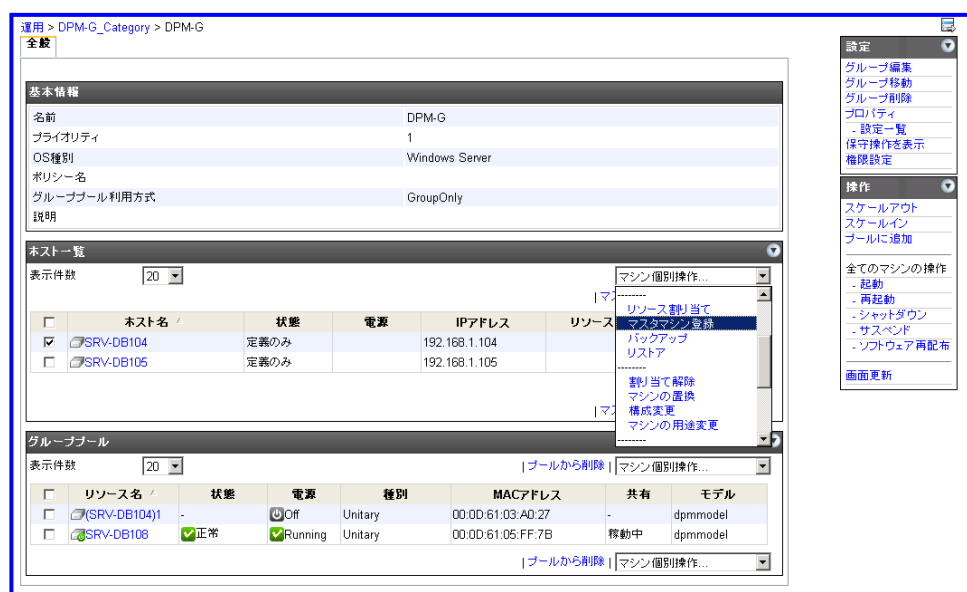 運用 > DPM-G_Category > DPM-G
全般
基本情報
名前 DPM-G
プライオリティ 1
OS種別 Windows Server
ポリシー名
グループプール利用方式 GroupOnly
説明
ホスト一覧
表示件数 20 マシン個別操作...
|マス
ホスト名 状態 電源 IPアドレス リソース
SRV-DB104 定義のみ 192.168.1.104
SRV-DB105 定義のみ 192.168.1.105
|マス
--------
リソース割り当て
マスタマシン登録
バックアップ
リストア
--------
割り当て解除
マシンの置換
構成変更
マシンの用途変更
--------
グループプール
表示件数 20 |プールから削除| マシン個別操作...
リソース名 状態 電源 種別 MACアドレス 共有 モデル
(SRV-DB104)1 - Off Unitary 00:0D:61:03:A0:27 - dpmmodel
SRV-DB108 正常 Running Unitary 00:0D:61:05:FF:7B 稼動中 dpmmodel
|プールから削除| マシン個別操作...
設定
グループ編集
グループ移動
グループ削除
プロパティ
- 設定一覧
保守操作を表示
権限設定
操作
スケールアウト
スケールイン
プールに追加
全てのマシンの操作
- 起動
- 再起動
- シャットダウン
- サスペンド
- ソフトウェア再配布
画面更新